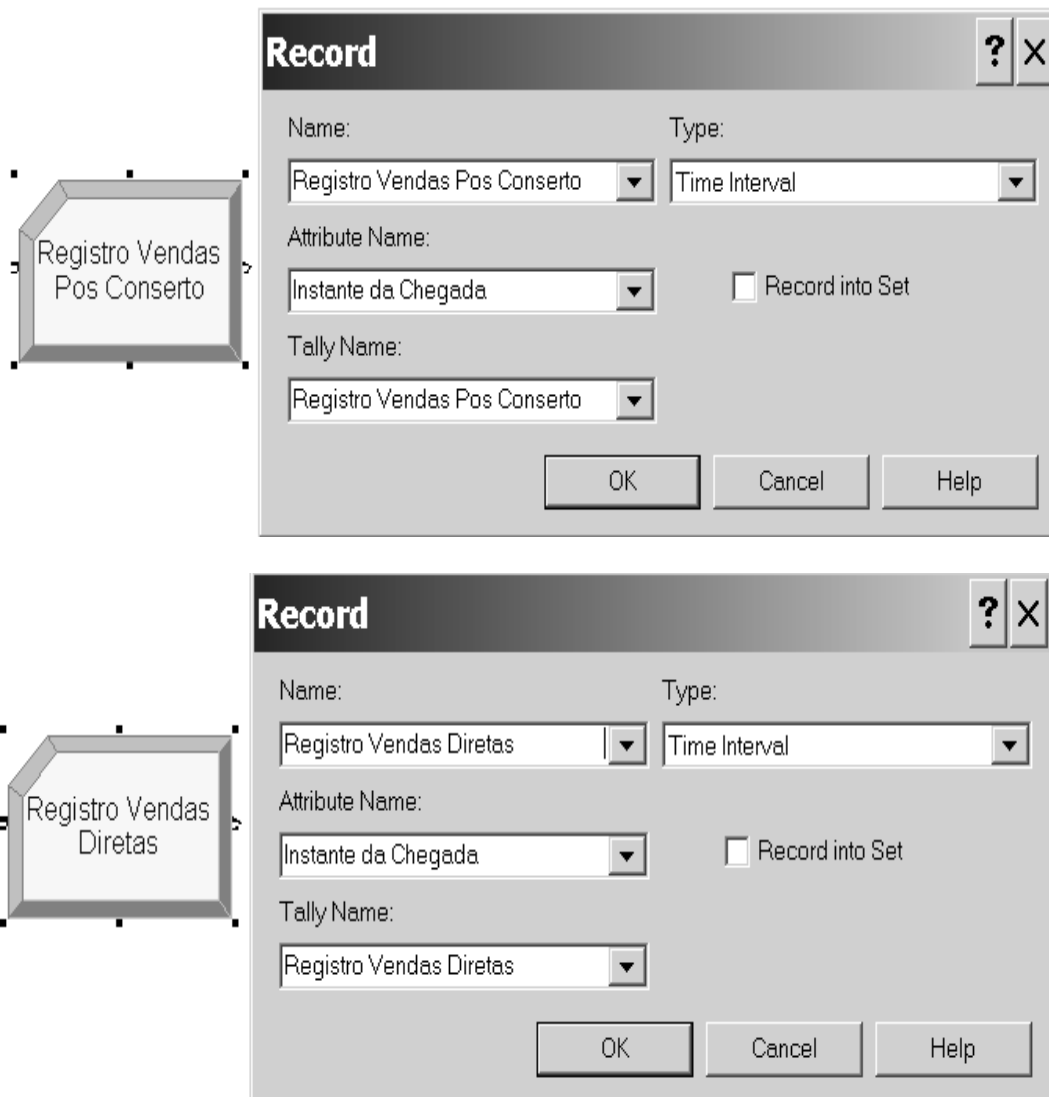 Record
? X
Name: Type:
Registro Vendas Pos Conserto Time Interval
Registro Vendas
Pos Conserto
Attribute Name:
Instante da Chegada Record into Set
Tally Name:
Registro Vendas Pos Conserto
OK Cancel Help
Record
? X
Name: Type:
Registro Vendas Diretas Time Interval
Registro Vendas
Diretas
Attribute Name:
Instante da Chegada Record into Set
Tally Name:
Registro Vendas Diretas
OK Cancel Help